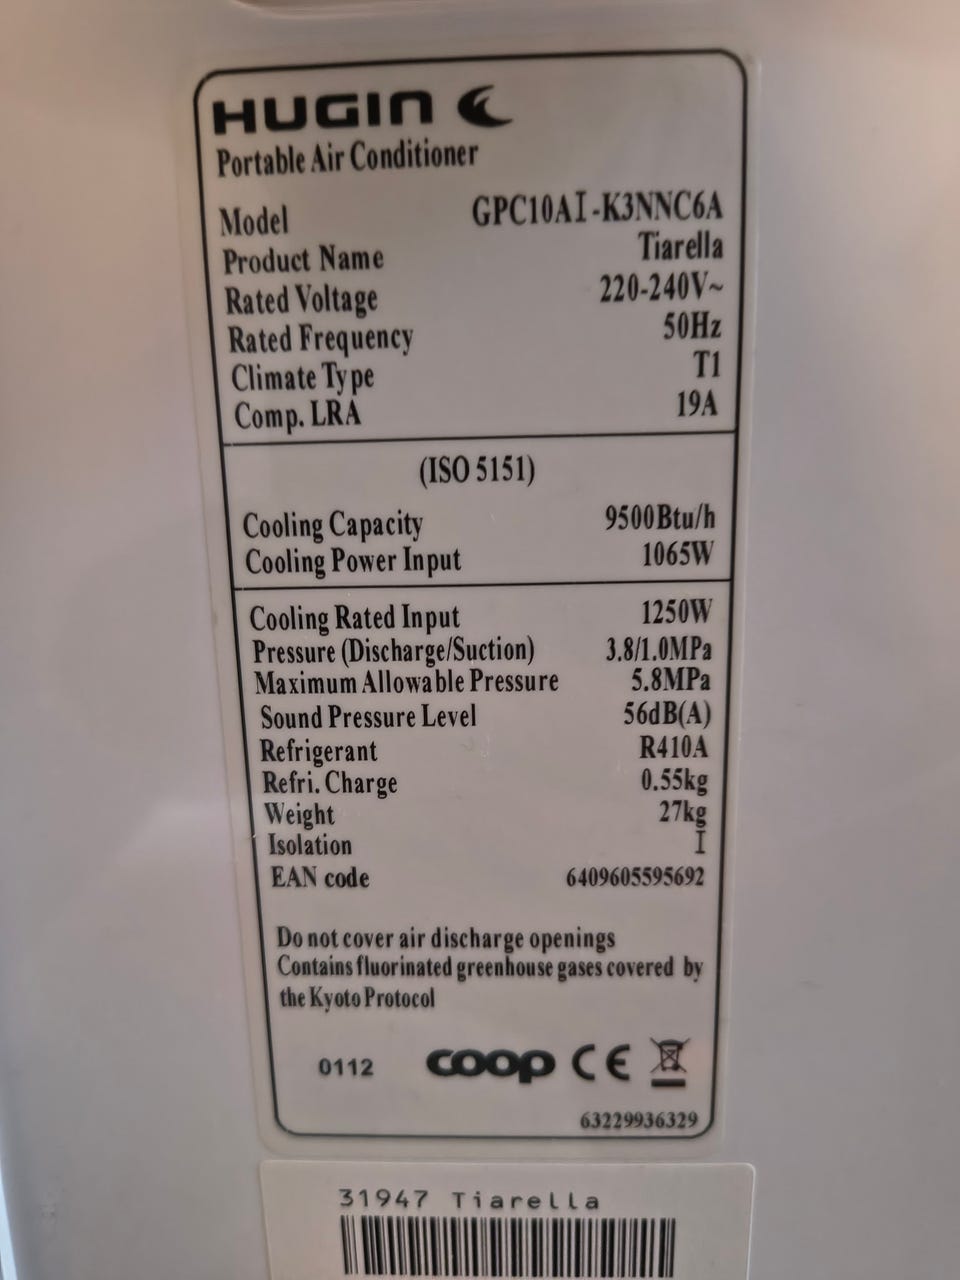 HUGIN
Portable Air Conditioner
Model GPC10AI-K3NNC6A
Product Name Tiarella
Rated Voltage 220-240V~
Rated Frequency 50Hz
Climate Type T1
Comp. LRA 19A
(ISO 5151)
Cooling Capacity 9500Btu/h
Cooling Power Input 1065W
Cooling Rated Input 1250W
Pressure (Discharge/Suction) 3.8/1.0MPa
Maximum Allowable Pressure 5.8MPa
Sound Pressure Level 56dB(A)
Refrigerant R410A
Refri. Charge 0.55kg
Weight 27kg
Isolation I
EAN code 6409605595692
Do not cover air discharge openings
Contains fluorinated greenhouse gases covered by
the Kyoto Protocol
0112 coop CE
63229936329
31947 Tiarella